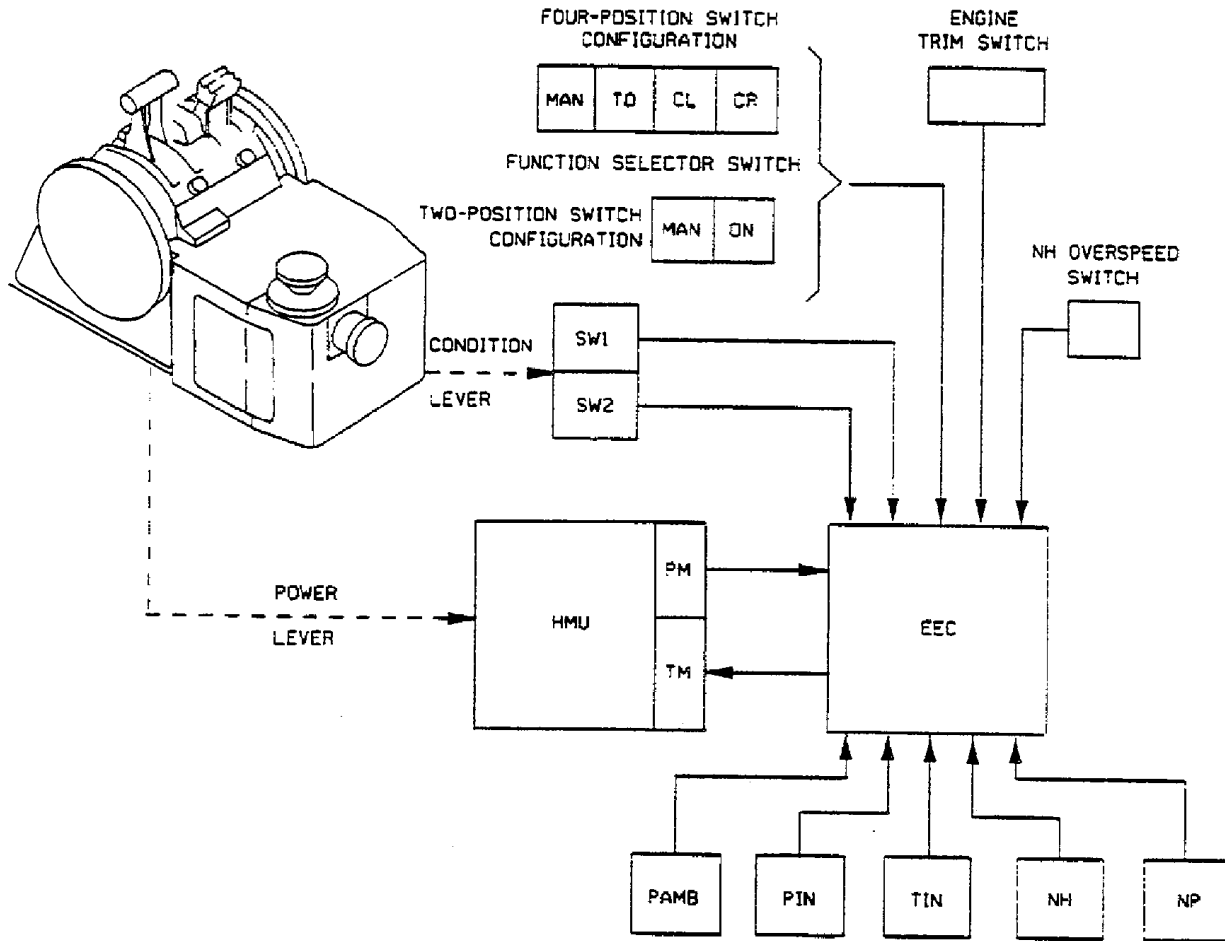 FOUR-POSITION SWITCH
CONFIGURATION
ENGINE
TRIM SWITCH
MAN TO CL CR
FUNCTION SELECTOR SWITCH
TWO-POSITION SWITCH
CONFIGURATION
MAN ON
NH OVERSPEED
SWITCH
CONDITION
LEVER
SW1
SW2
POWER
LEVER
HMU
PM
TM
EEC
PAMB
PIN
TIN
NH
NP